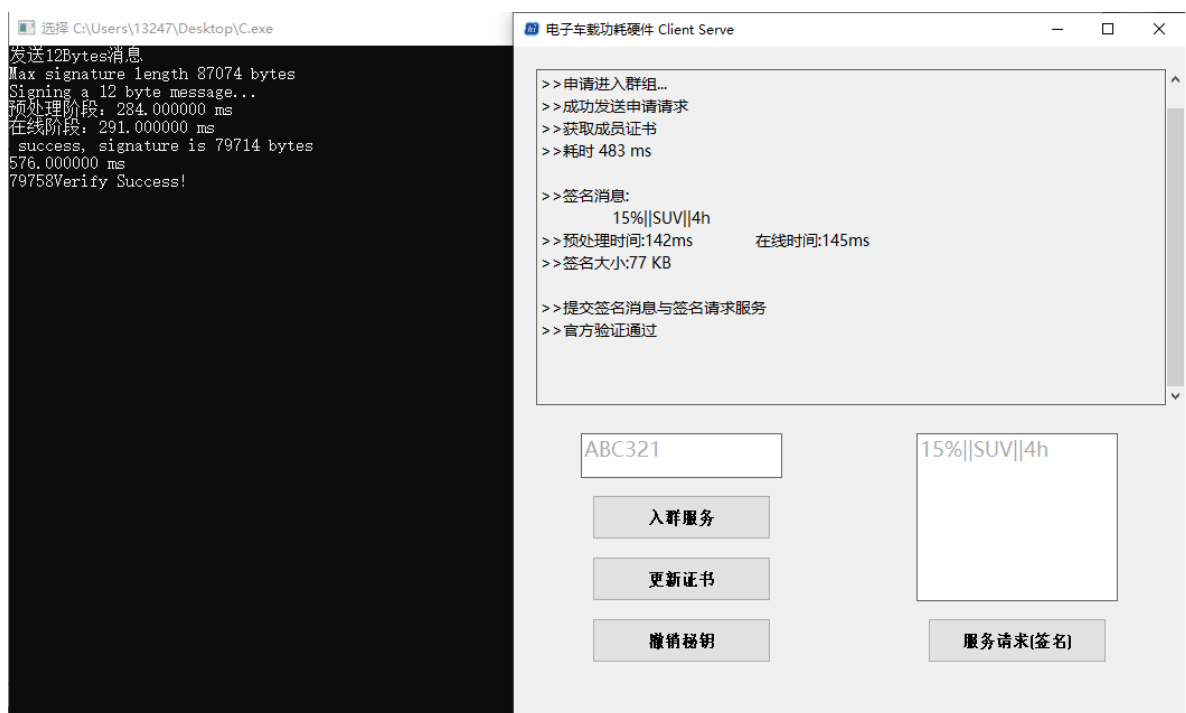 选择 C:\Users\13247\Desktop\C.exe
发送12Bytes消息
Max signature length 87074 bytes
Signing a 12 byte message...
预处理阶段：284.000000 ms
在线阶段：291.000000 ms
success, signature is 79714 bytes
576.000000 ms
79758Verify Success!
电子车载功耗硬件 Client Serve
>>申请进入群组...
>>成功发送申请请求
>>获取成员证书
>>耗时 483 ms
>>签名消息:
15%||SUV||4h
>>预处理时间:142ms 在线时间:145ms
>>签名大小:77 KB
>>提交签名消息与签名请求服务
>>官方验证通过
ABC321
入群服务
更新证书
撤销秘钥
15%||SUV||4h
服务请求(签名)